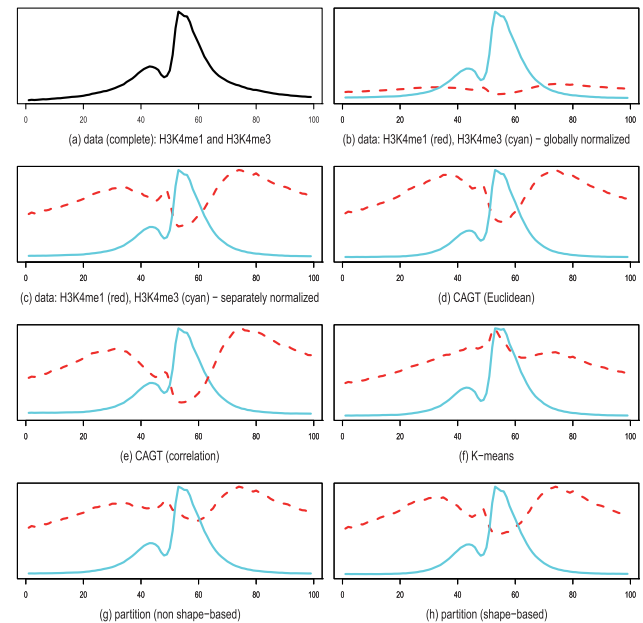 0 20 40 60 80 100 0 20 40 60 80 100
(a) data (complete): H3K4me1 and H3K4me3 (b) data: H3K4me1 (red), H3K4me3 (cyan) − globally normalized
0 20 40 60 80 100 0 20 40 60 80 100
(c) data: H3K4me1 (red), H3K4me3 (cyan) − separately normalized (d) CAGT (Euclidean)
0 20 40 60 80 100 0 20 40 60 80 100
(e) CAGT (correlation) (f) K−means
0 20 40 60 80 100 0 20 40 60 80 100
(g) partition (non shape-based) (h) partition (shape-based)